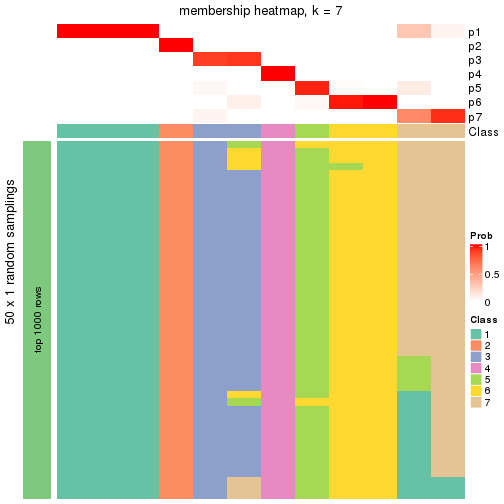 membership heatmap, k = 7
p1
p2
p3
p4
p5
p6
p7
Class
50 x 1 random samplings
top 1000 rows
Prob
1
0.5
0
Class
1
2
3
4
5
6
7